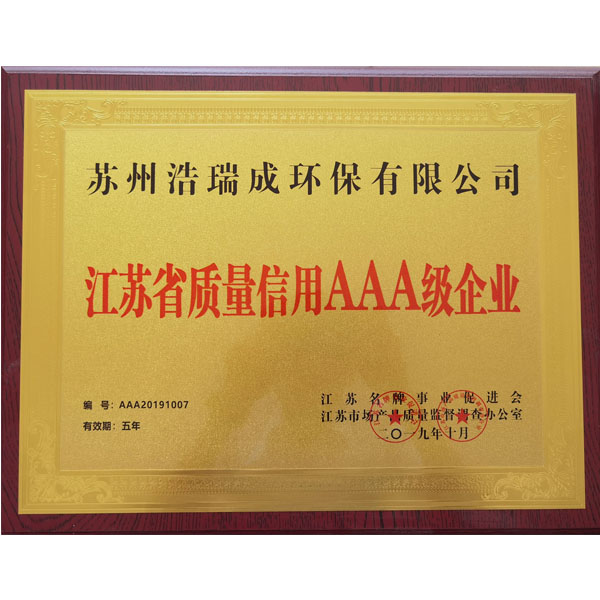 苏州浩瑞成环保有限公司
江苏省质量信用AAA级企业
编 号：AAA20191007
有效期：五年
江苏名牌事业促进会
江苏市场产品质量监督调查办公室
二〇一九年十月